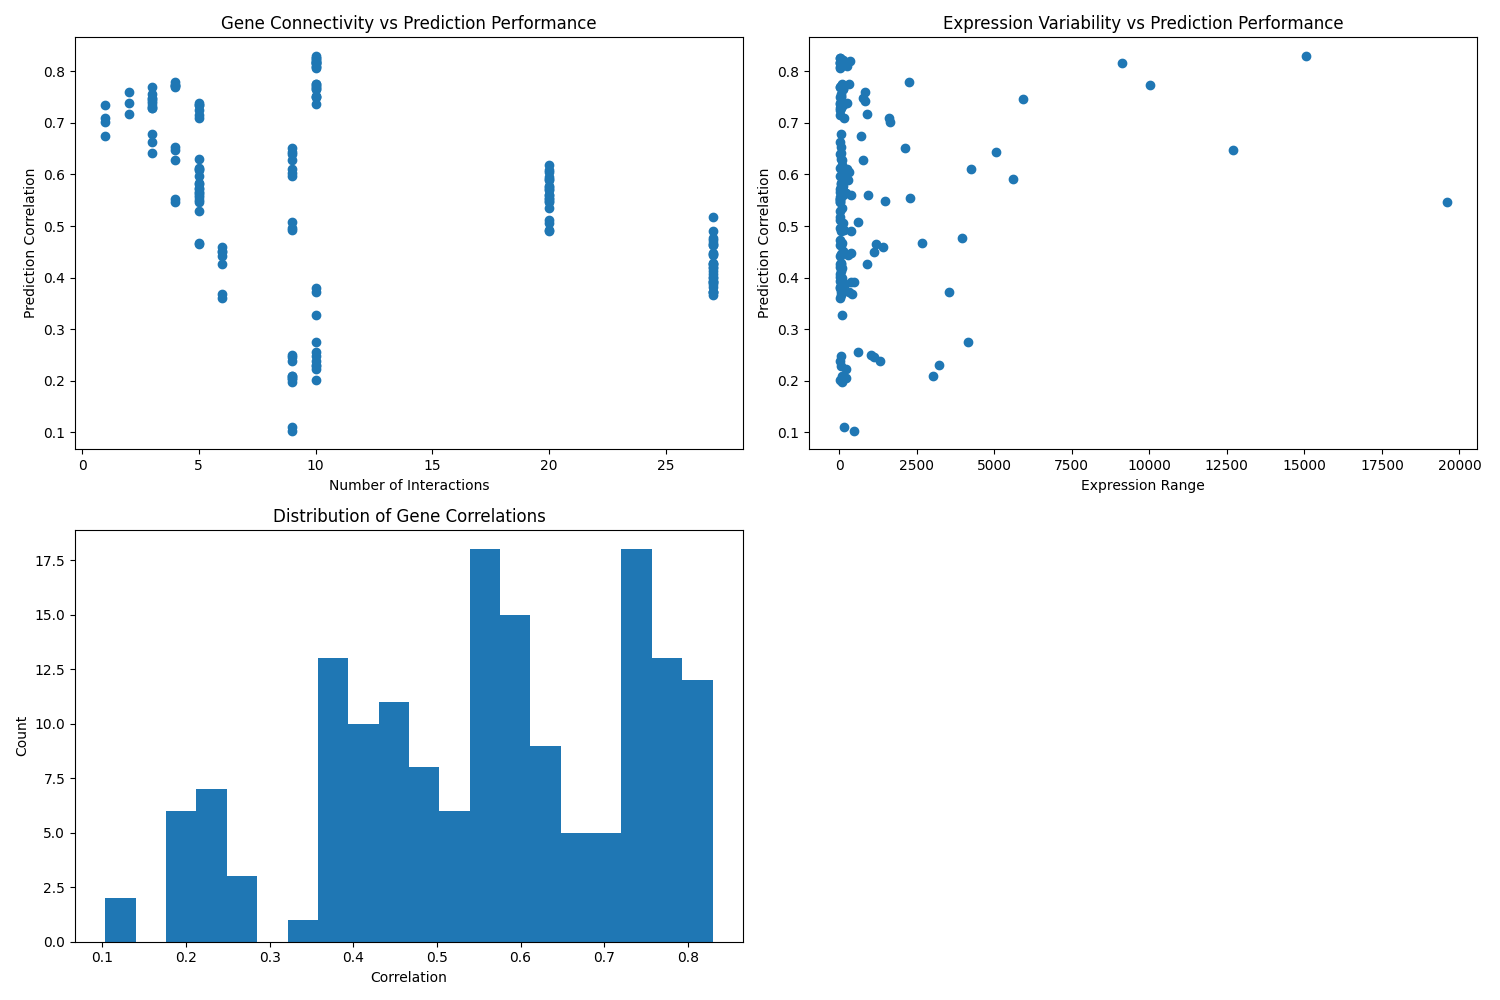 Gene Connectivity vs Prediction Performance
Prediction Correlation
0.8
0.7
0.6
0.5
0.4
0.3
0.2
0.1
0 5 10 15 20 25
Number of Interactions
Expression Variability vs Prediction Performance
Prediction Correlation
0.8
0.7
0.6
0.5
0.4
0.3
0.2
0.1
0 2500 5000 7500 10000 12500 15000 17500 20000
Expression Range
Distribution of Gene Correlations
Count
17.5
15.0
12.5
10.0
7.5
5.0
2.5
0.0
0.1 0.2 0.3 0.4 0.5 0.6 0.7 0.8
Correlation